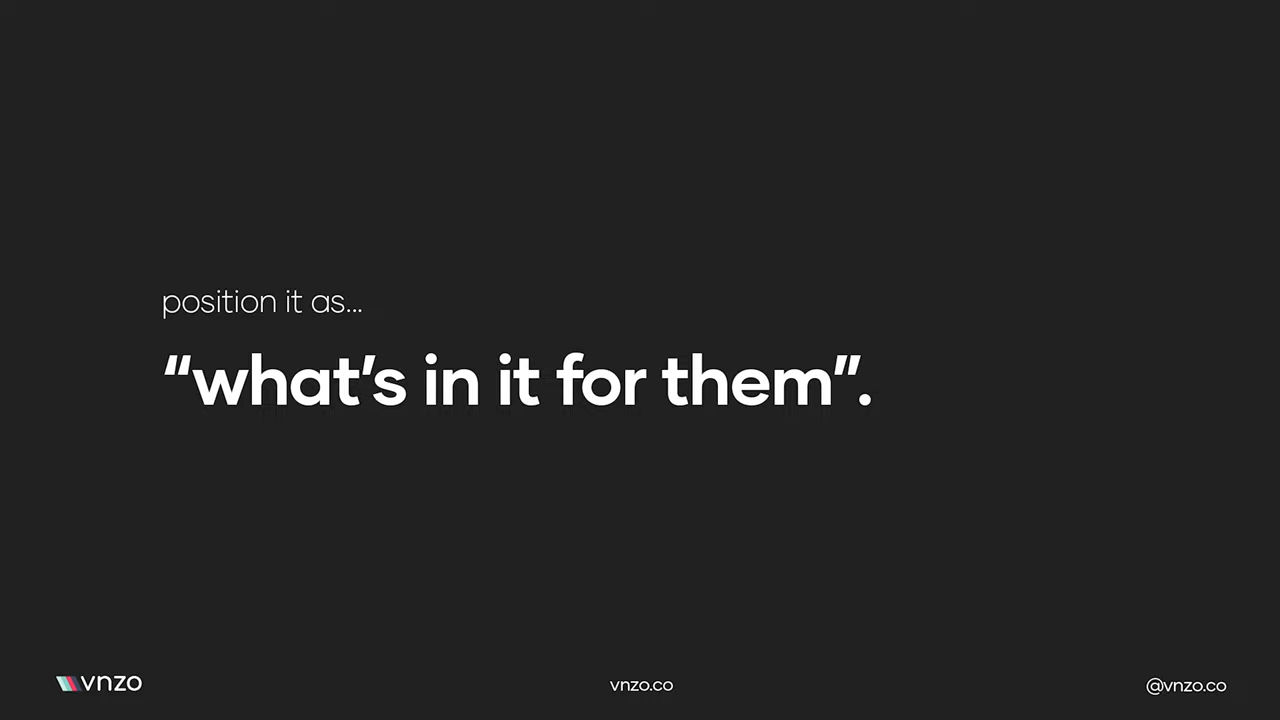 position it as...
“what’s in it for them”.
vnzo
vnzo.co
@vnzo.co